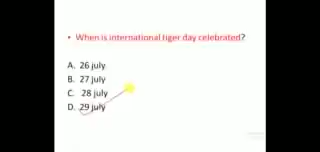 • When is international tiger day celebrated?
A. 26 july
B. 27 july
C. 28 july
D. 29 july